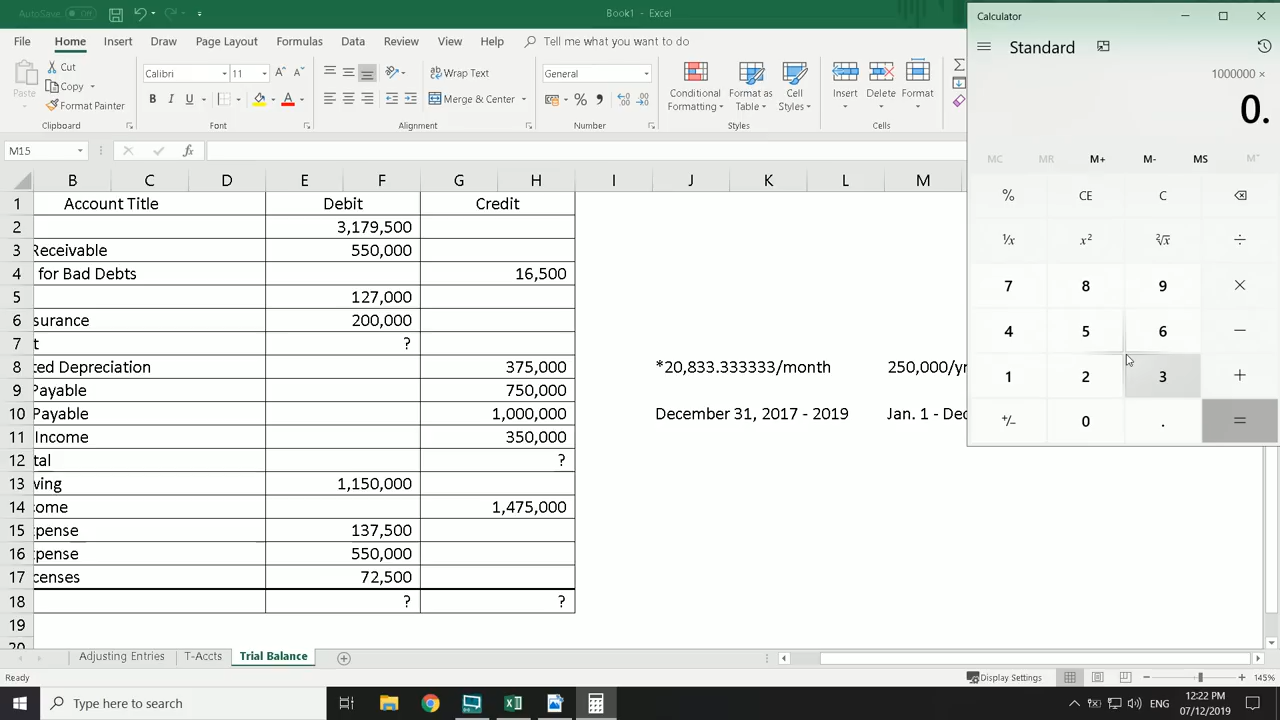 AutoSave Off
Book1 - Excel
File Home Insert Draw Page Layout Formulas Data Review View Help Tell me what you want to do
Paste
Cut
Copy
Format Painter
Clipboard
Calibri 11
B I U
Font
Wrap Text
Merge & Center
Alignment
General
Number
Conditional Formatting
Format as Table
Cell Styles
Styles
Insert
Delete
Format
Cells
M15
fx
B C D E F G H I J K L M
1 Account Title Debit Credit
2 3,179,500
3 Receivable 550,000
4 for Bad Debts 16,500
5 127,000
6 surance 200,000
7 t ?
8 ted Depreciation 375,000 *20,833.333333/month 250,000/yr
9 Payable 750,000
10 Payable 1,000,000 December 31, 2017 - 2019 Jan. 1 - Dec
11 Income 350,000
12 tal ?
13 wing 1,150,000
14 ome 1,475,000
15 pense 137,500
16 pense 550,000
17 censes 72,500
18 ? ?
19
20
Adjusting Entries T-Accts Trial Balance
Ready
Display Settings
145%
Calculator
Standard
1000000 ×
0.
MC MR M+ M- MS M˅
% CE C
¹/x x² ²√x ÷
7 8 9 ×
4 5 6 −
1 2 3 +
+/− 0 . =
Type here to search
ENG
12:22 PM
07/12/2019